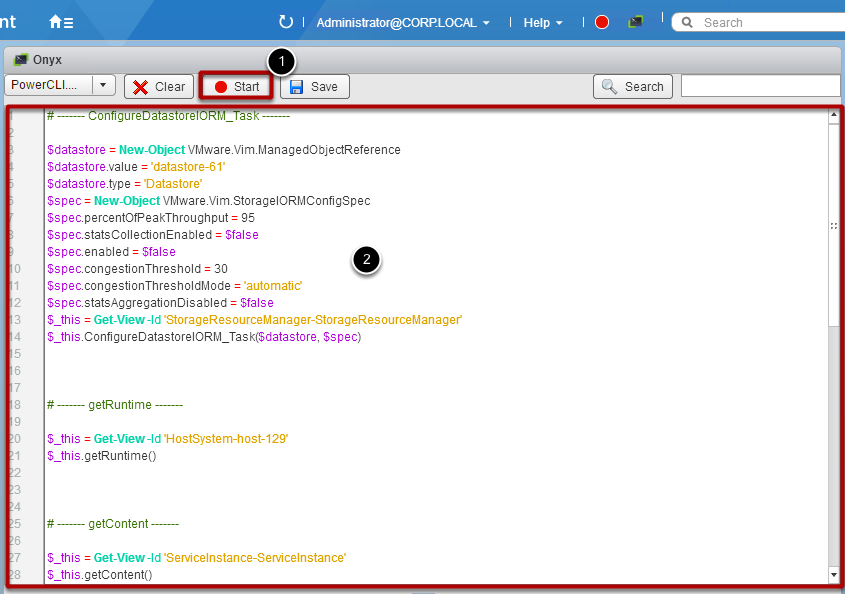 nt
Administrator@CORP.LOCAL
Help
Search
Onyx
1
PowerCLI....
Clear
Start
Save
Search
1 # ------- ConfigureDatastoreIORM_Task -------
2
3 $datastore = New-Object VMware.Vim.ManagedObjectReference
4 $datastore.value = 'datastore-61'
5 $datastore.type = 'Datastore'
6 $spec = New-Object VMware.Vim.StorageIORMConfigSpec
7 $spec.percentOfPeakThroughput = 95
8 $spec.statsCollectionEnabled = $false
9 $spec.enabled = $false
2
10 $spec.congestionThreshold = 30
11 $spec.congestionThresholdMode = 'automatic'
12 $spec.statsAggregationDisabled = $false
13 $_this = Get-View -Id 'StorageResourceManager-StorageResourceManager'
14 $_this.ConfigureDatastoreIORM_Task($datastore, $spec)
15
16
17
18 # ------- getRuntime -------
19
20 $_this = Get-View -Id 'HostSystem-host-129'
21 $_this.getRuntime()
22
23
24
25 # ------- getContent -------
26
27 $_this = Get-View -Id 'ServiceInstance-ServiceInstance'
28 $_this.getContent()